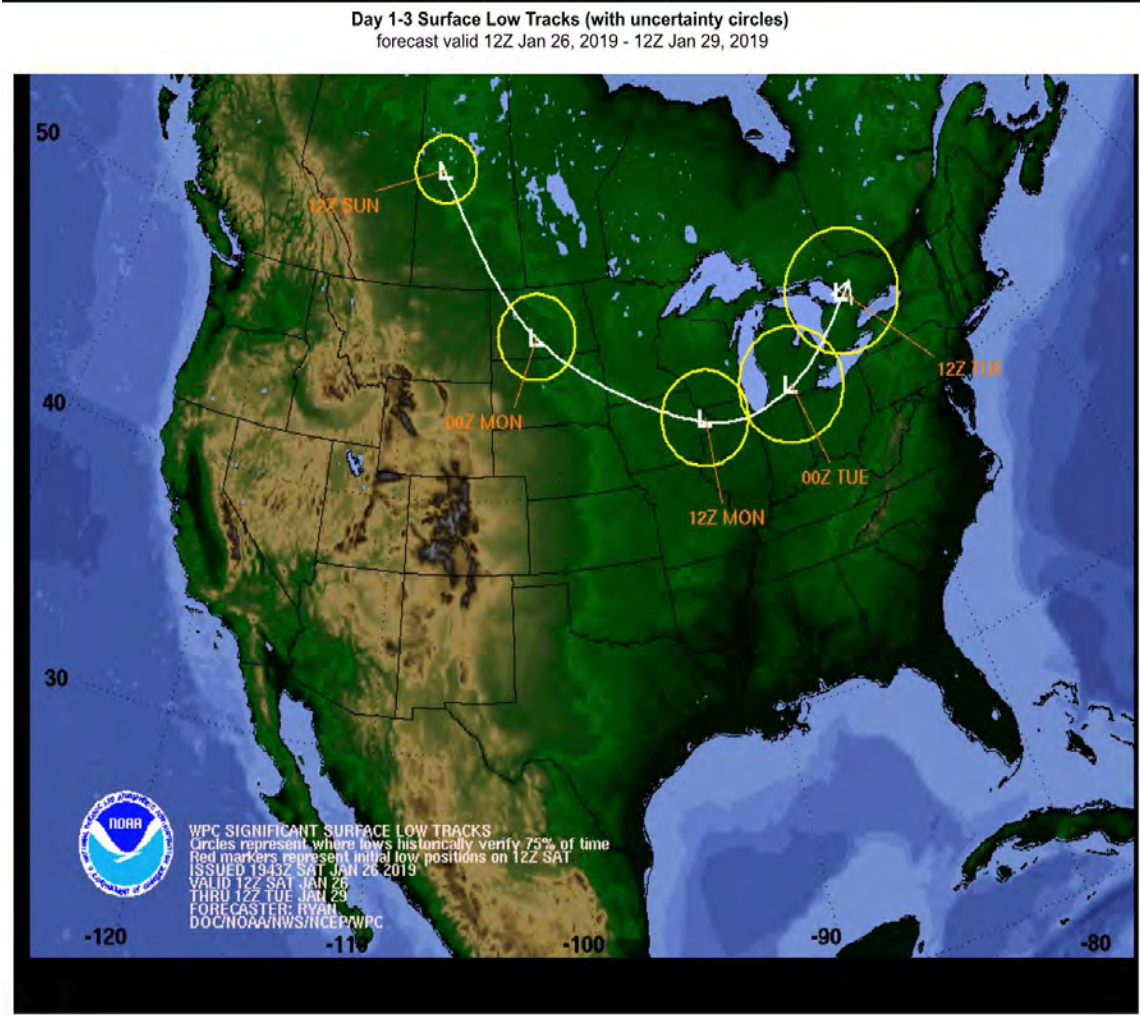 Day 1-3 Surface Low Tracks (with uncertainty circles)
forecast valid 12Z Jan 26, 2019 - 12Z Jan 29, 2019
50
40
30
12Z SUN
00Z MON
12Z MON
00Z TUE
12Z TUE
L
L
L
L
NOAA
WPC SIGNIFICANT SURFACE LOW TRACKS
Circles represent where lows historically verify 75% of time
Red markers represent initial low positions on 12Z SAT
ISSUED 1943Z SAT JAN 26 2019
VALID 12Z SAT JAN 26
THRU 12Z TUE JAN 29
FORECASTER: RYAN
DOC/NOAA/NWS/NCEP/WPC
-120
-110
-100
-90
-80